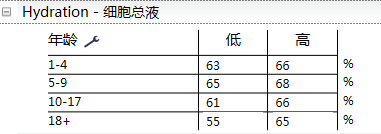 Hydration - 细胞总液
年龄 低 高
1-4 63 66 %
5-9 65 68 %
10-17 61 66 %
18+ 55 65 %